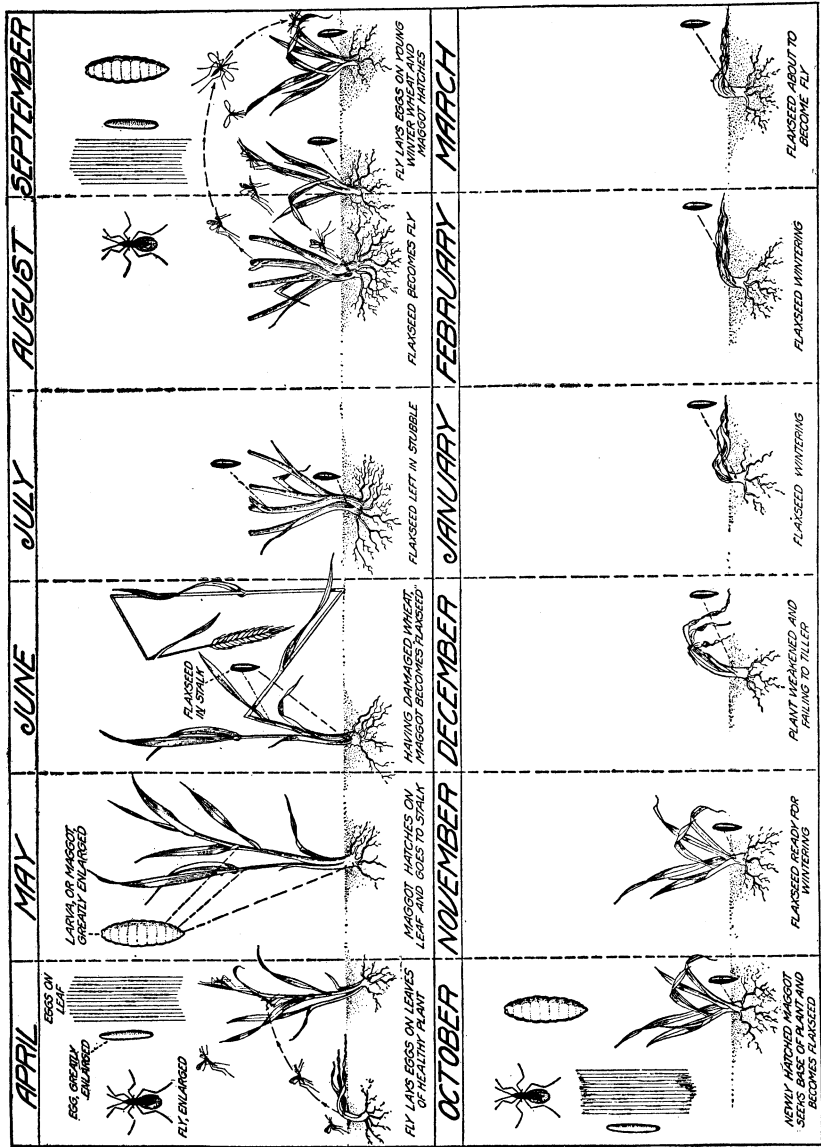 APRIL
MAY
JUNE
JULY
AUGUST
SEPTEMBER
EGG, GREATLY
ENLARGED
EGGS ON
LEAF
FLY, ENLARGED
FLY LAYS EGGS ON LEAVES
OF HEALTHY PLANT
LARVA, OR MAGGOT,
GREATLY ENLARGED
MAGGOT HATCHES ON
LEAF AND GOES TO STALK
FLAXSEED
IN STALK
HAVING DAMAGED WHEAT,
MAGGOT BECOMES "FLAXSEED"
FLAXSEED LEFT IN STUBBLE
FLAXSEED BECOMES FLY
FLY LAYS EGGS ON YOUNG
WINTER WHEAT AND
MAGGOT HATCHES
OCTOBER
NOVEMBER
DECEMBER
JANUARY
FEBRUARY
MARCH
NEWLY HATCHED MAGGOT
SEEKS BASE OF PLANT AND
BECOMES FLAXSEED
FLAXSEED READY FOR
WINTERING
PLANT WEAKENED AND
FAILING TO TILLER
FLAXSEED WINTERING
FLAXSEED WINTERING
FLAXSEED ABOUT TO
BECOME FLY